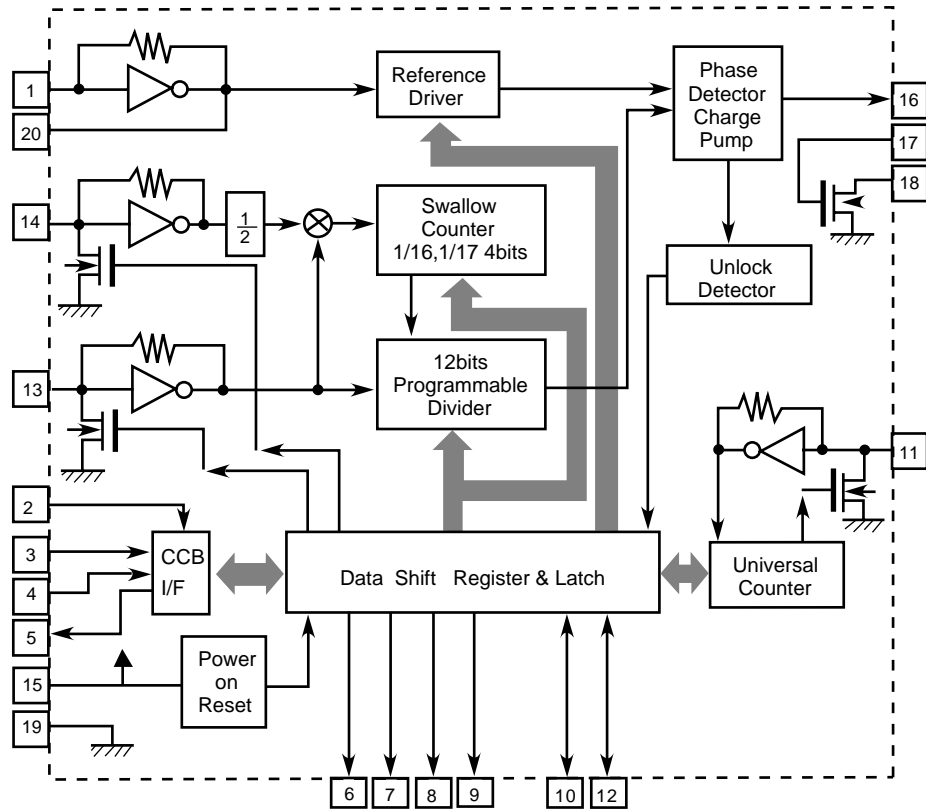 1
Reference
Driver
Phase
Detector
Charge
Pump
16
20
17
18
14
1
2
Swallow
Counter
1/16,1/17 4bits
Unlock
Detector
13
12bits
Programmable
Divider
11
2
3
CCB
I/F
4
5
Data Shift Register & Latch
Universal
Counter
15
Power
on
Reset
19
6
7
8
9
10
12